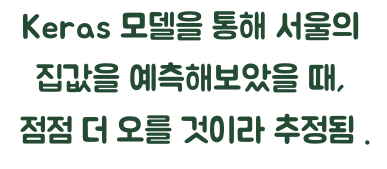 Keras 모델을 통해 서울의
집값을 예측해보았을 때,
점점 더 오를 것이라 추정됨 .